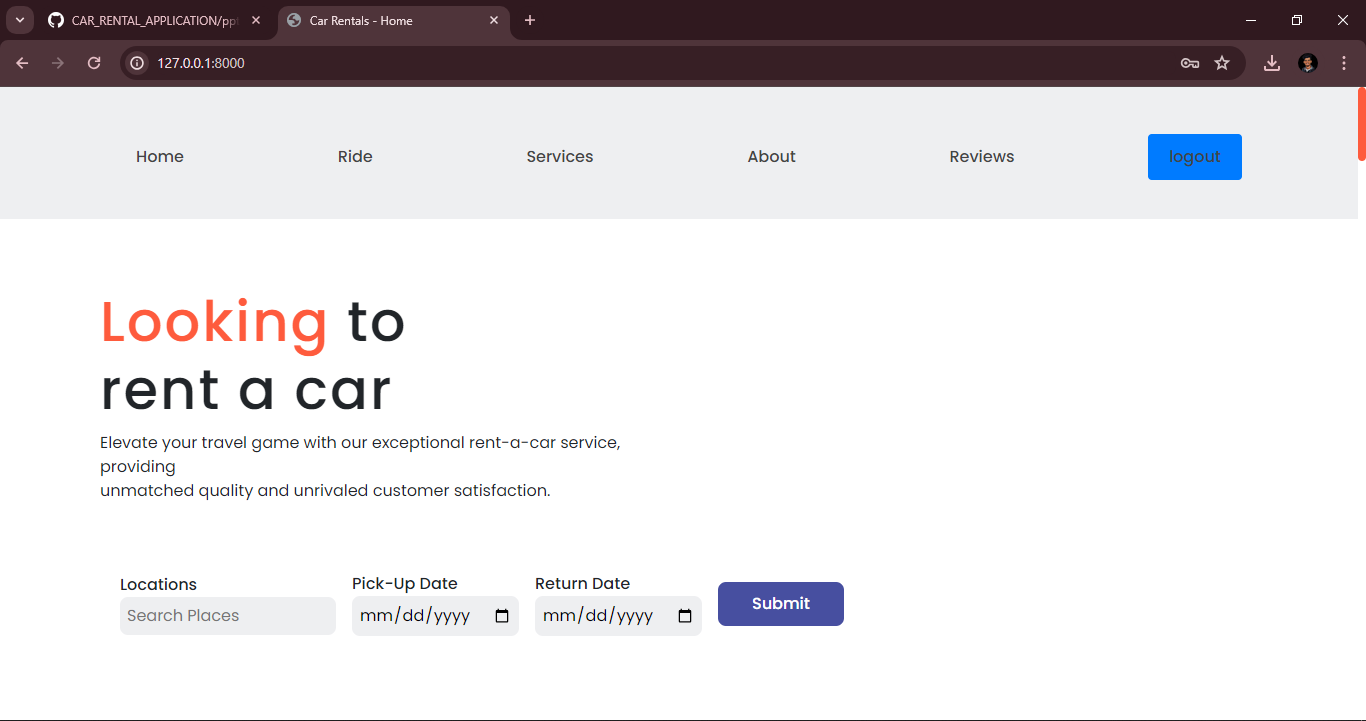 CAR_RENTAL_APPLICATION/ppt
Car Rentals - Home
127.0.0.1:8000
Home Ride Services About Reviews logout
Looking to
rent a car
Elevate your travel game with our exceptional rent-a-car service,
providing
unmatched quality and unrivaled customer satisfaction.
Locations Pick-Up Date Return Date
Search Places mm/dd/yyyy mm/dd/yyyy Submit